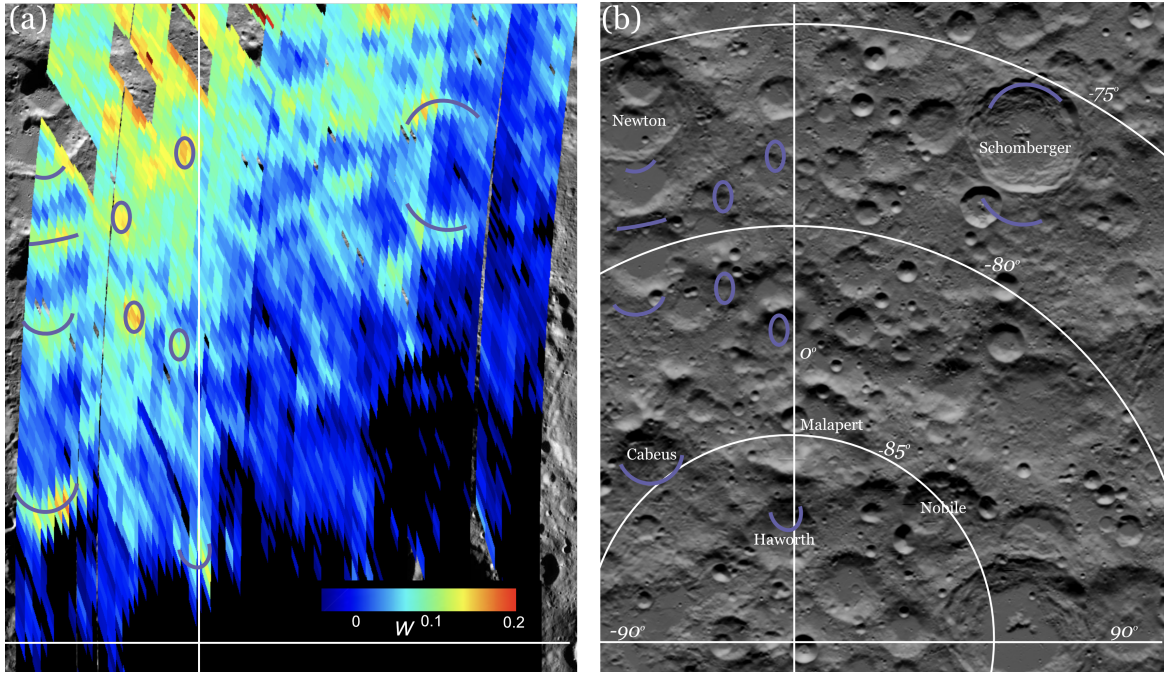 (a)
0
0.1
0.2
W
(b)
-75°
Newton
Schomberger
-80°
0°
Malapert
-85°
Cabeus
Nobile
Haworth
-90°
90°